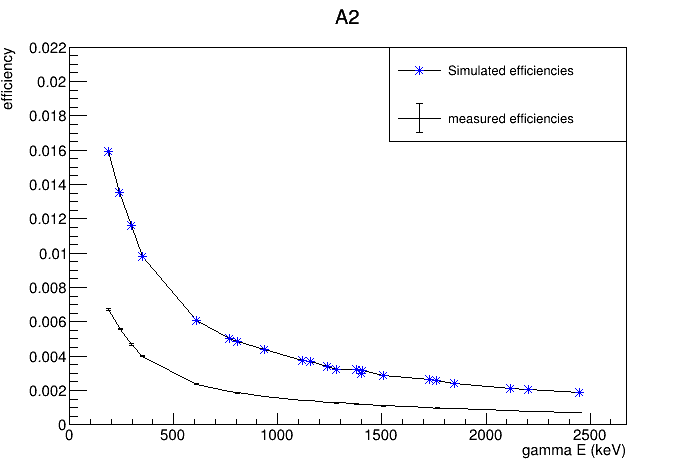 A2
efficiency
0.022
0.02
0.018
0.016
0.014
0.012
0.01
0.008
0.006
0.004
0.002
0
Simulated efficiencies
measured efficiencies
0 500 1000 1500 2000 2500
gamma E (keV)